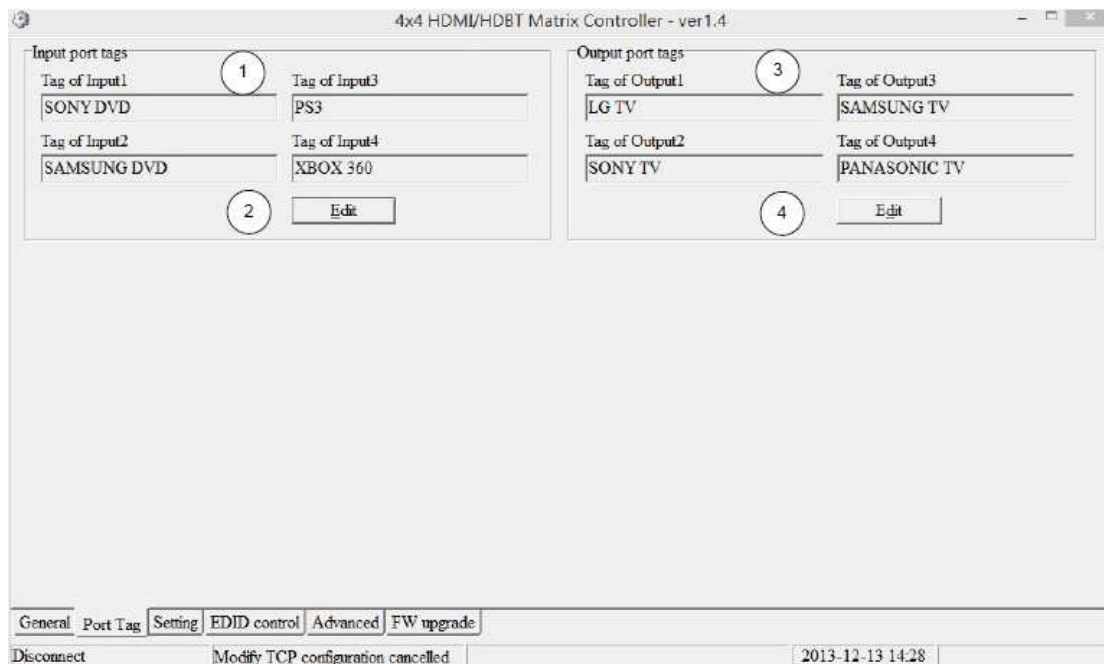 4x4 HDMI/HDBT Matrix Controller - ver1.4
Input port tags
1
Tag of Input1
Tag of Input3
SONY DVD
PS3
Tag of Input2
Tag of Input4
SAMSUNG DVD
XBOX 360
2
Edit
Output port tags
3
Tag of Output1
Tag of Output3
LG TV
SAMSUNG TV
Tag of Output2
Tag of Output4
SONY TV
PANASONIC TV
4
Edit
General Port Tag Setting EDID control Advanced FW upgrade
Disconnect Modify TCP configuration cancelled 2013-12-13 14:28